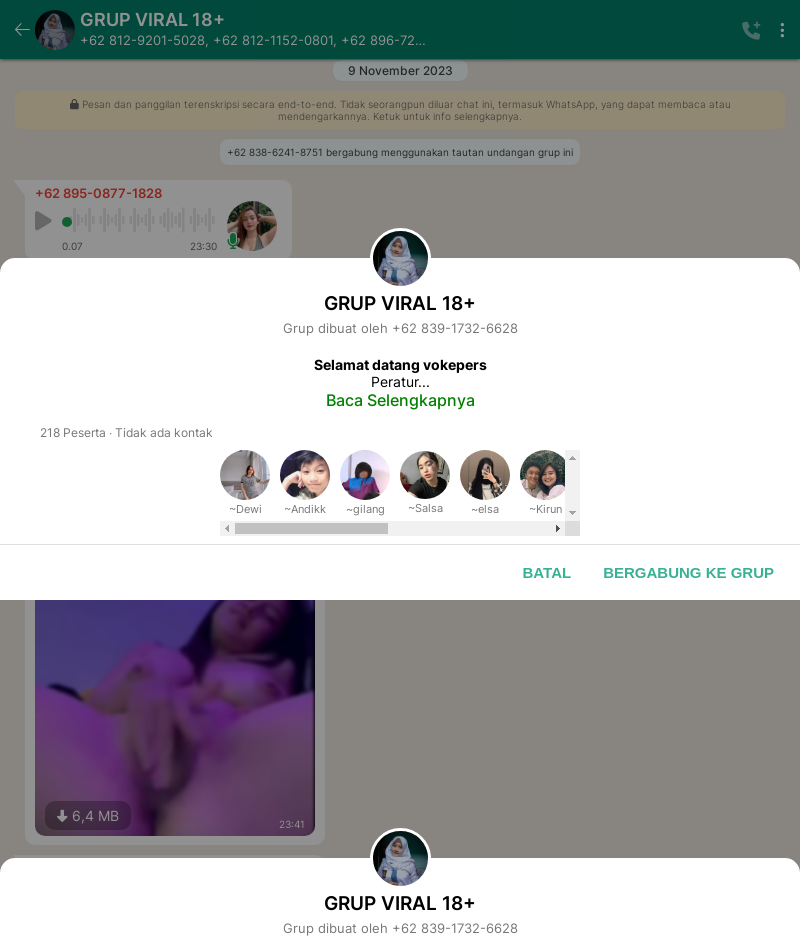 GRUP VIRAL 18+
+62 812-9201-5028, +62 812-1152-0801, +62 896-72...
9 November 2023
Pesan dan panggilan terenskripsi secara end-to-end. Tidak seorangpun diluar chat ini, termasuk WhatsApp, yang dapat membaca atau
mendengarkannya. Ketuk untuk info selengkapnya.
+62 838-6241-8751 bergabung menggunakan tautan undangan grup ini
+62 895-0877-1828
0.07 23:30
GRUP VIRAL 18+
Grup dibuat oleh +62 839-1732-6628
Selamat datang vokepers
Peratur...
Baca Selengkapnya
218 Peserta · Tidak ada kontak
~Dewi ~Andikk ~gilang ~Salsa ~elsa ~Kirun
BATAL BERGABUNG KE GRUP
6,4 MB
23:41
GRUP VIRAL 18+
Grup dibuat oleh +62 839-1732-6628